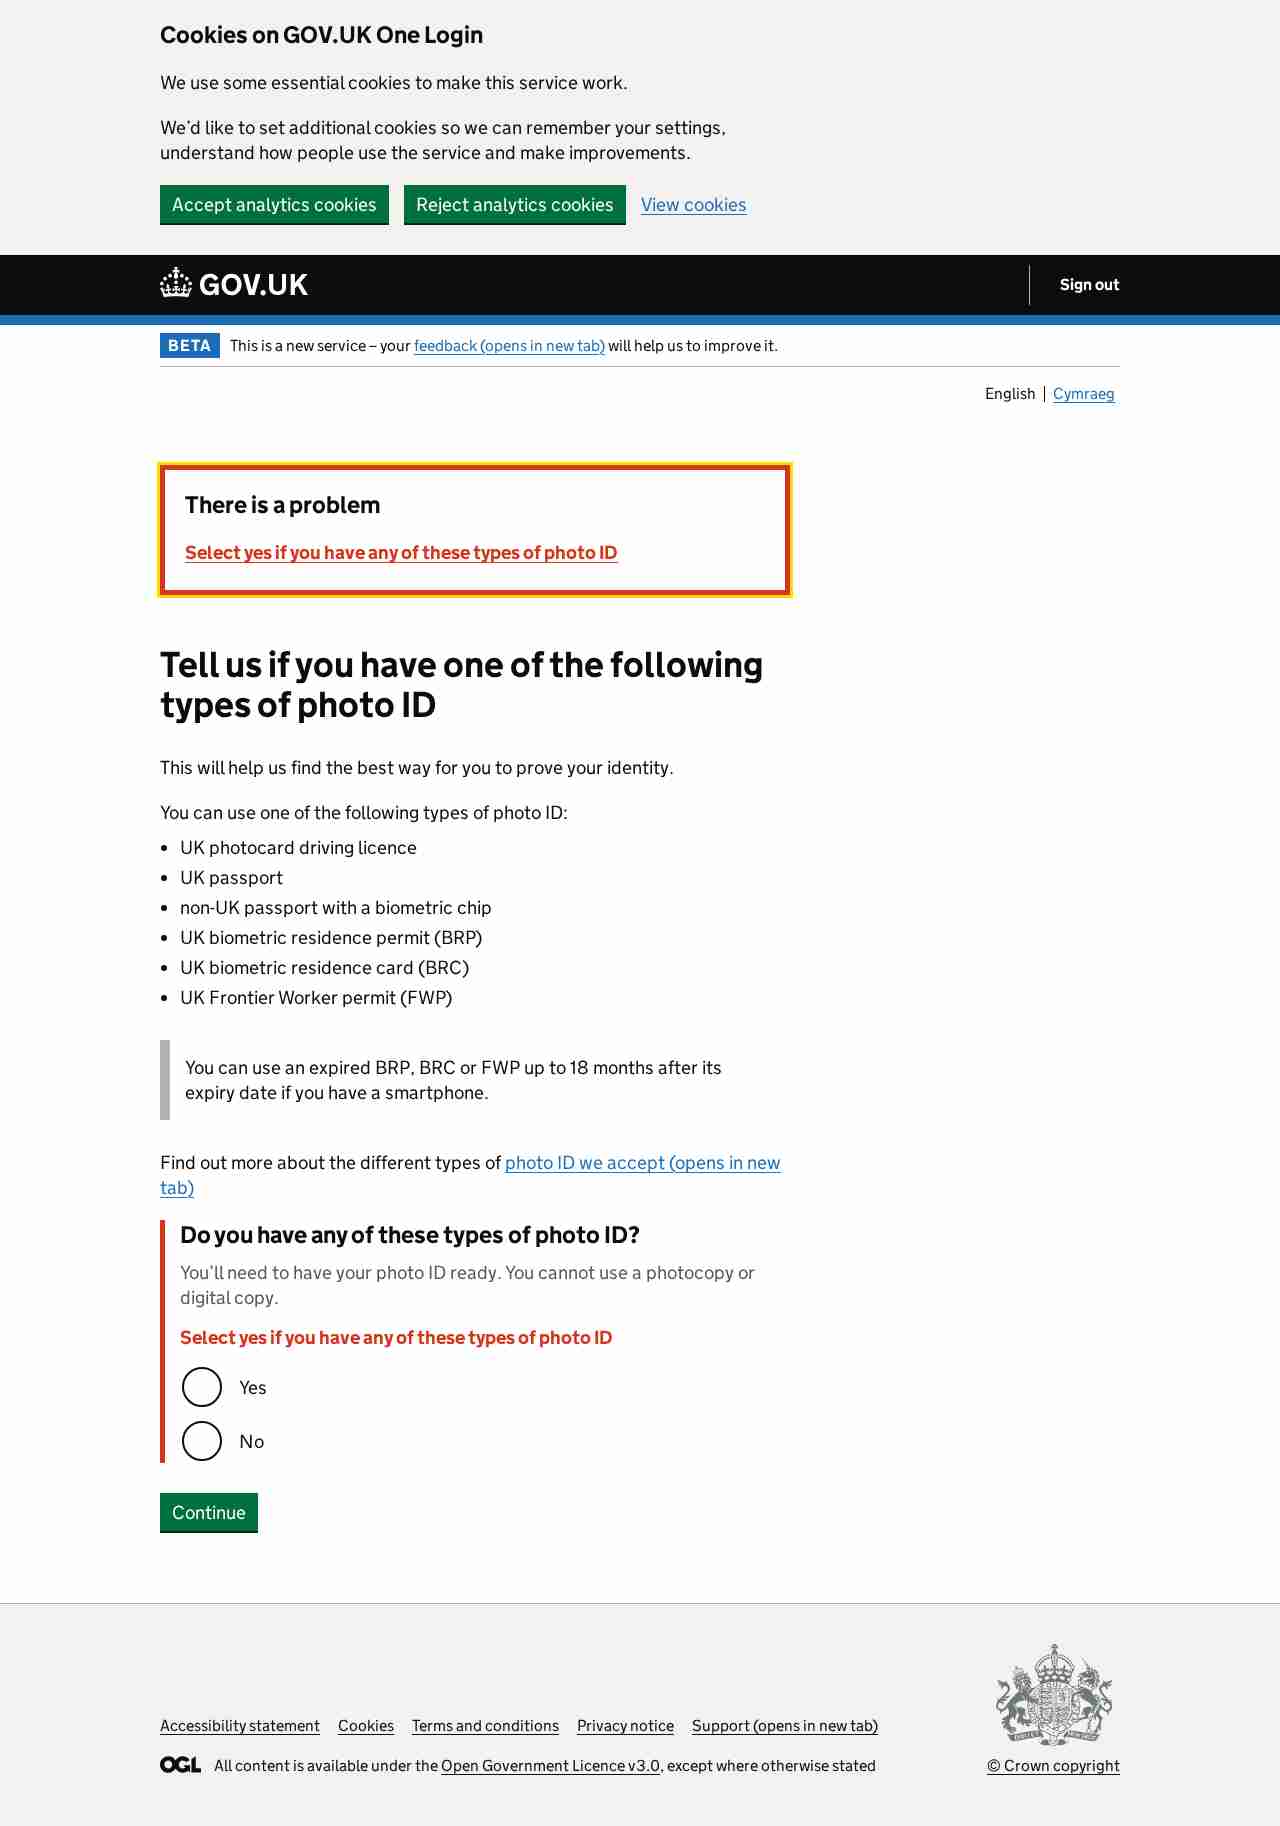 Cookies on GOV.UK One Login
We use some essential cookies to make this service work.
We’d like to set additional cookies so we can remember your settings,
understand how people use the service and make improvements.
Accept analytics cookies
Reject analytics cookies
View cookies
GOV.UK
Sign out
BETA
This is a new service – your feedback (opens in new tab) will help us to improve it.
English
Cymraeg
There is a problem
Select yes if you have any of these types of photo ID
Tell us if you have one of the following
types of photo ID
This will help us find the best way for you to prove your identity.
You can use one of the following types of photo ID:
• UK photocard driving licence
• UK passport
• non-UK passport with a biometric chip
• UK biometric residence permit (BRP)
• UK biometric residence card (BRC)
• UK Frontier Worker permit (FWP)
You can use an expired BRP, BRC or FWP up to 18 months after its
expiry date if you have a smartphone.
Find out more about the different types of photo ID we accept (opens in new
tab)
Do you have any of these types of photo ID?
You’ll need to have your photo ID ready. You cannot use a photocopy or
digital copy.
Select yes if you have any of these types of photo ID
Yes
No
Continue
Accessibility statement
Cookies
Terms and conditions
Privacy notice
Support (opens in new tab)
OGL
All content is available under the Open Government Licence v3.0, except where otherwise stated
© Crown copyright